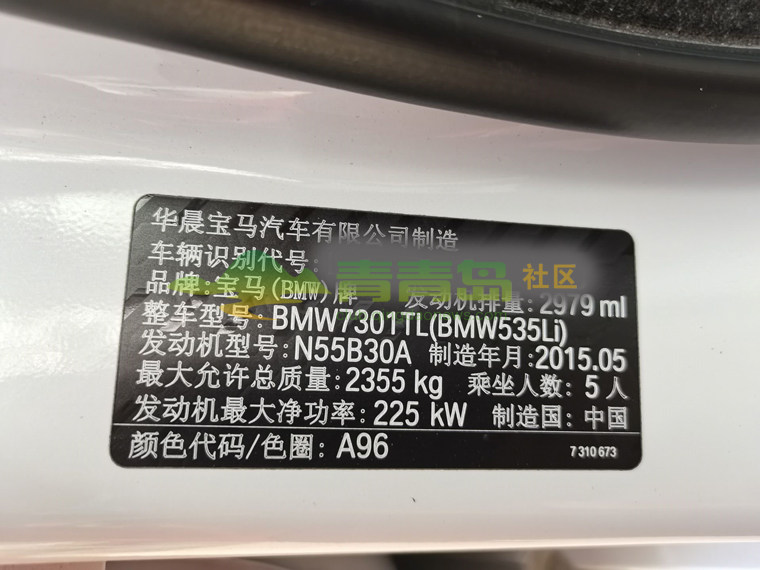 华晨宝马汽车有限公司制造
车辆识别代号
品牌:宝马(BMW)牌 发动机排量:2979 ml
整车型号: BMW7301TL(BMW535Li)
发动机型号: N55B30A 制造年月:2015.05
最大允许总质量:2355 kg 乘坐人数: 5 人
发动机最大净功率: 225 kW 制造国: 中国
颜色代码/色圈: A96 7 310 673
青青岛 社区